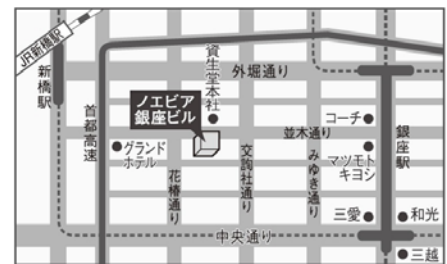 JR新橋駅
新橋駅
首都高速
資生堂本社
外堀通り
ノエビア
銀座ビル
コーチ
並木通り
銀座駅
グランド
ホテル
花椿通り
交詢社通り
みゆき通り
マツモト
キヨシ
三愛
和光
中央通り
三越